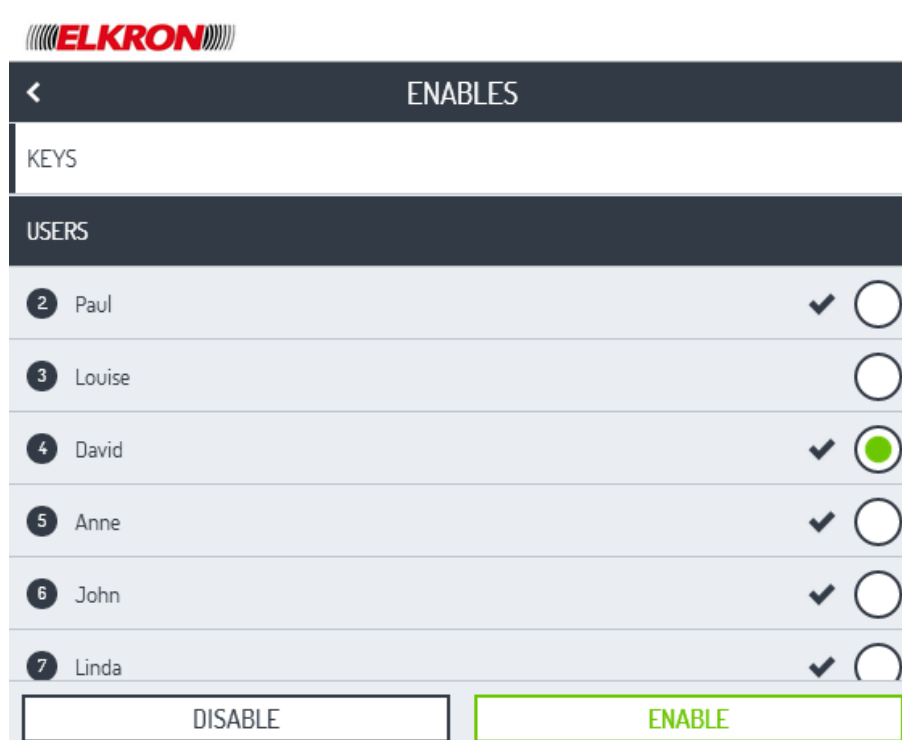 ELKRON
ENABLES
KEYS
USERS
2 Paul
3 Louise
4 David
5 Anne
6 John
7 Linda
DISABLE ENABLE